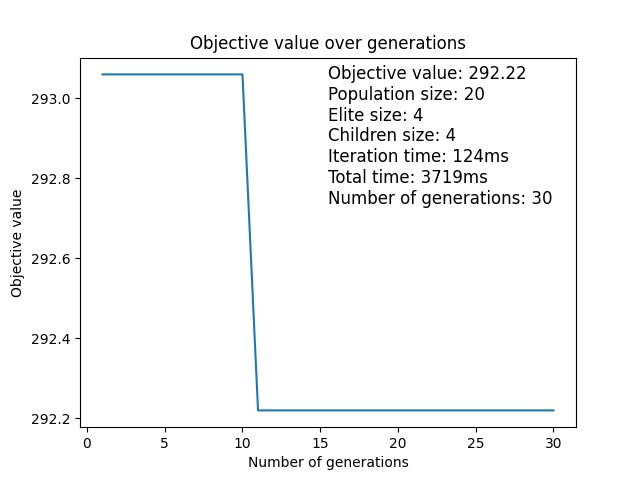 Objective value over generations
Objective value: 292.22
Population size: 20
Elite size: 4
Children size: 4
Iteration time: 124ms
Total time: 3719ms
Number of generations: 30
Objective value
293.0
292.8
292.6
292.4
292.2
0 5 10 15 20 25 30
Number of generations